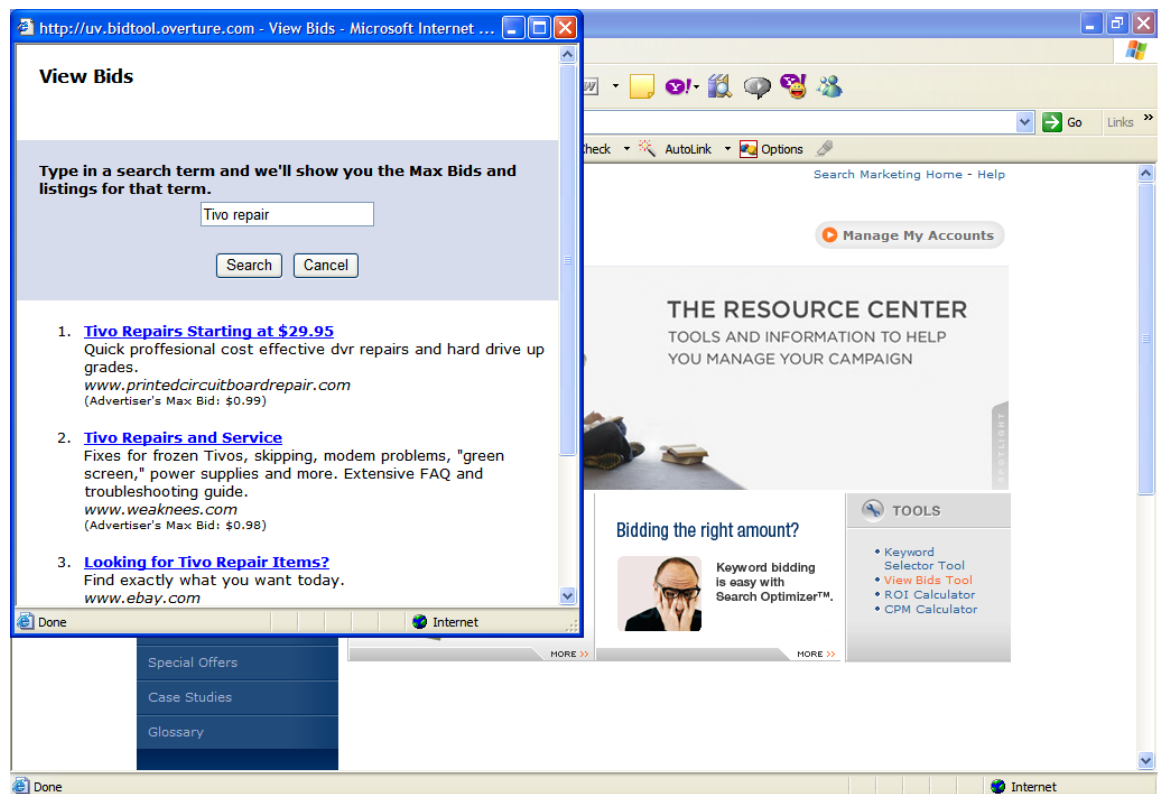 http://uv.bidtool.overture.com - View Bids - Microsoft Internet ...
View Bids
Type in a search term and we'll show you the Max Bids and
listings for that term.
Tivo repair
Search Cancel
1. Tivo Repairs Starting at $29.95
Quick proffesional cost effective dvr repairs and hard drive up
grades.
www.printedcircuitboardrepair.com
(Advertiser's Max Bid: $0.99)
2. Tivo Repairs and Service
Fixes for frozen Tivos, skipping, modem problems, "green
screen," power supplies and more. Extensive FAQ and
troubleshooting guide.
www.weaknees.com
(Advertiser's Max Bid: $0.98)
3. Looking for Tivo Repair Items?
Find exactly what you want today.
www.ebay.com
Done Internet
Go Links »
AutoLink Options
Search Marketing Home - Help
Manage My Accounts
THE RESOURCE CENTER
TOOLS AND INFORMATION TO HELP
YOU MANAGE YOUR CAMPAIGN
SPOTLIGHT
Bidding the right amount?
Keyword bidding
is easy with
Search Optimizer™.
MORE >>
MORE >>
TOOLS
• Keyword
Selector Tool
• View Bids Tool
• ROI Calculator
• CPM Calculator
Special Offers
Case Studies
Glossary
Done Internet